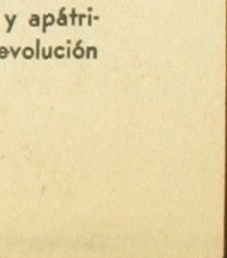 y apátri-
evolución